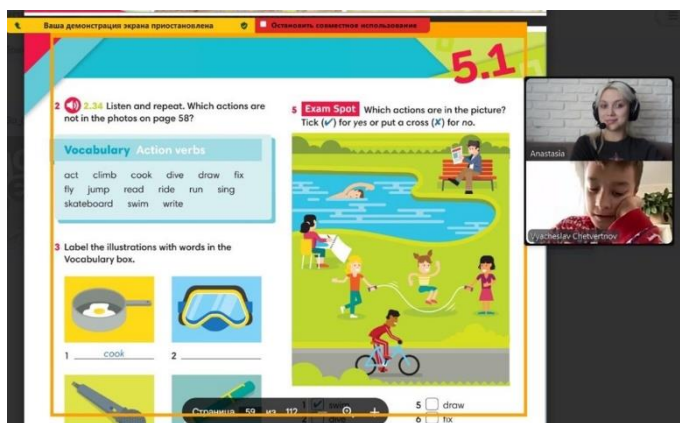 Ваша демонстрация экрана приостановлена
Остановить совместное использование
5.1
2 2.34 Listen and repeat. Which actions are
not in the photos on page 58?
Vocabulary Action verbs
act climb cook dive draw fix
fly jump read ride run sing
skateboard swim write
3 Label the illustrations with words in the
Vocabulary box.
1 cook 2
5 Exam Spot Which actions are in the picture?
Tick (✔) for yes or put a cross (✘) for no.
1 ✔ swim 5 draw
2 dive 6 fix
Страница 59 из 112
Anastasia
Vyacheslav Chetvertnov